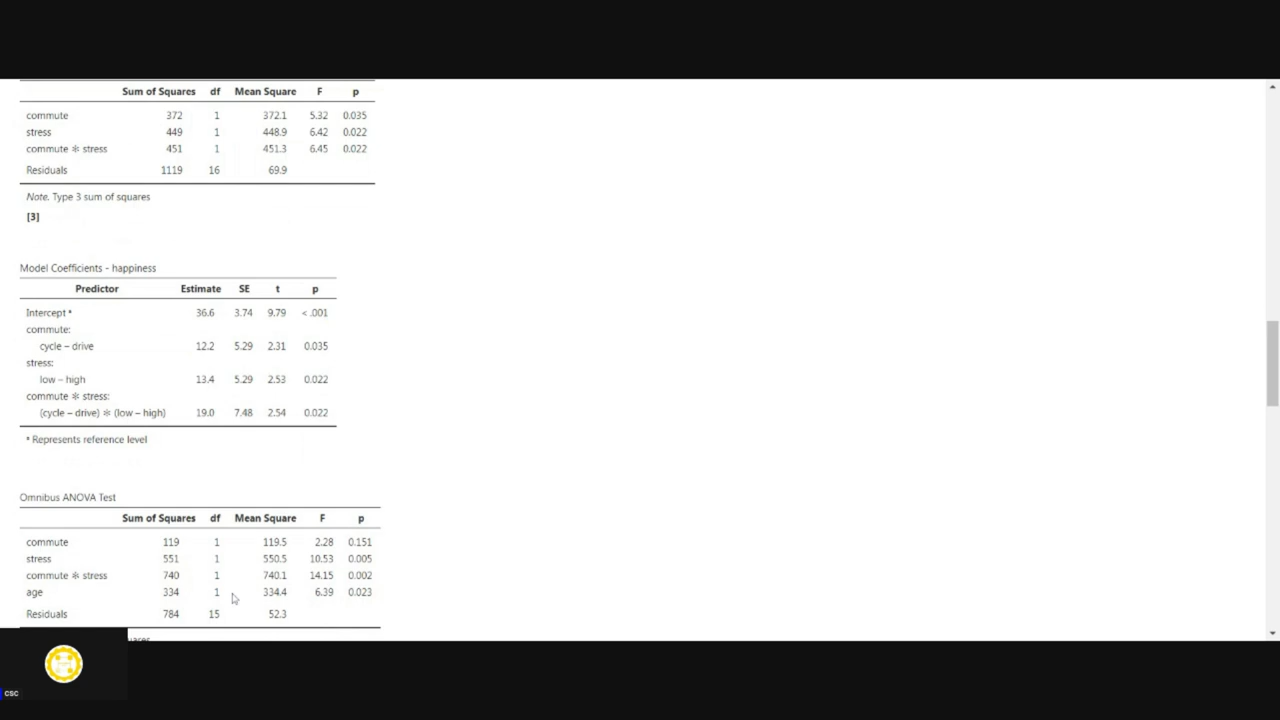 Sum of Squares df Mean Square F p
commute 372 1 372.1 5.32 0.035
stress 449 1 448.9 6.42 0.022
commute ✻ stress 451 1 451.3 6.45 0.022
Residuals 1119 16 69.9
Note. Type 3 sum of squares
[3]
Model Coefficients - happiness
Predictor Estimate SE t p
Intercept ᵃ 36.6 3.74 9.79 < .001
commute:
cycle – drive 12.2 5.29 2.31 0.035
stress:
low – high 13.4 5.29 2.53 0.022
commute ✻ stress:
(cycle – drive) ✻ (low – high) 19.0 7.48 2.54 0.022
ᵃ Represents reference level
Omnibus ANOVA Test
Sum of Squares df Mean Square F p
commute 119 1 119.5 2.28 0.151
stress 551 1 550.5 10.53 0.005
commute ✻ stress 740 1 740.1 14.15 0.002
age 334 1 334.4 6.39 0.023
Residuals 784 15 52.3
csc